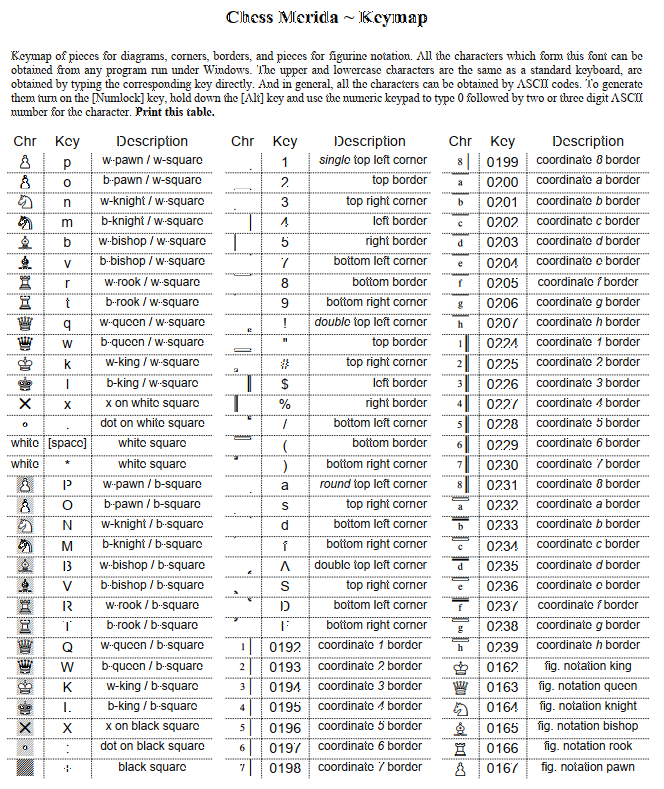 Chess Merida ~ Keymap
Keymap of pieces for diagrams, corners, borders, and pieces for figurine notation. All the characters which form this font can be
obtained from any program run under Windows. The upper and lowercase characters are the same as a standard keyboard, are
obtained by typing the corresponding key directly. And in general, all the characters can be obtained by ASCII codes. To generate
them turn on the [Numlock] key, hold down the [Alt] key and use the numeric keypad to type 0 followed by two or three digit ASCII
number for the character. Print this table.
Chr Key Description Chr Key Description Chr Key Description
p w-pawn / w-square 1 single top left corner 8 0199 coordinate 8 border
o b-pawn / w-square 2 top border a 0200 coordinate a border
n w-knight / w-square 3 top right corner b 0201 coordinate b border
m b-knight / w-square 4 left border c 0202 coordinate c border
b w-bishop / w-square 5 right border d 0203 coordinate d border
v b-bishop / w-square 7 bottom left corner e 0204 coordinate e border
r w-rook / w-square 8 bottom border f 0205 coordinate f border
t b-rook / w-square 9 bottom right corner g 0206 coordinate g border
q w-queen / w-square ! double top left corner h 0207 coordinate h border
w b-queen / w-square " top border 1 0224 coordinate 1 border
k w-king / w-square # top right corner 2 0225 coordinate 2 border
l b-king / w-square $ left border 3 0226 coordinate 3 border
x x on white square % right border 4 0227 coordinate 4 border
. dot on white square / bottom left corner 5 0228 coordinate 5 border
white [space] white square ( bottom border 6 0229 coordinate 6 border
white * white square ) bottom right corner 7 0230 coordinate 7 border
P w-pawn / b-square a round top left corner 8 0231 coordinate 8 border
O b-pawn / b-square s top right corner a 0232 coordinate a border
N w-knight / b-square d bottom left corner b 0233 coordinate b border
M b-knight / b-square f bottom right corner c 0234 coordinate c border
B w-bishop / b-square A double top left corner d 0235 coordinate d border
V b-bishop / b-square S top right corner e 0236 coordinate e border
R w-rook / b-square D bottom left corner f 0237 coordinate f border
T b-rook / b-square F bottom right corner g 0238 coordinate g border
Q w-queen / b-square 1 0192 coordinate 1 border h 0239 coordinate h border
W b-queen / b-square 2 0193 coordinate 2 border 0162 fig. notation king
K w-king / b-square 3 0194 coordinate 3 border 0163 fig. notation queen
L b-king / b-square 4 0195 coordinate 4 border 0164 fig. notation knight
X x on black square 5 0196 coordinate 5 border 0165 fig. notation bishop
: dot on black square 6 0197 coordinate 6 border 0166 fig. notation rook
+ black square 7 0198 coordinate 7 border 0167 fig. notation pawn